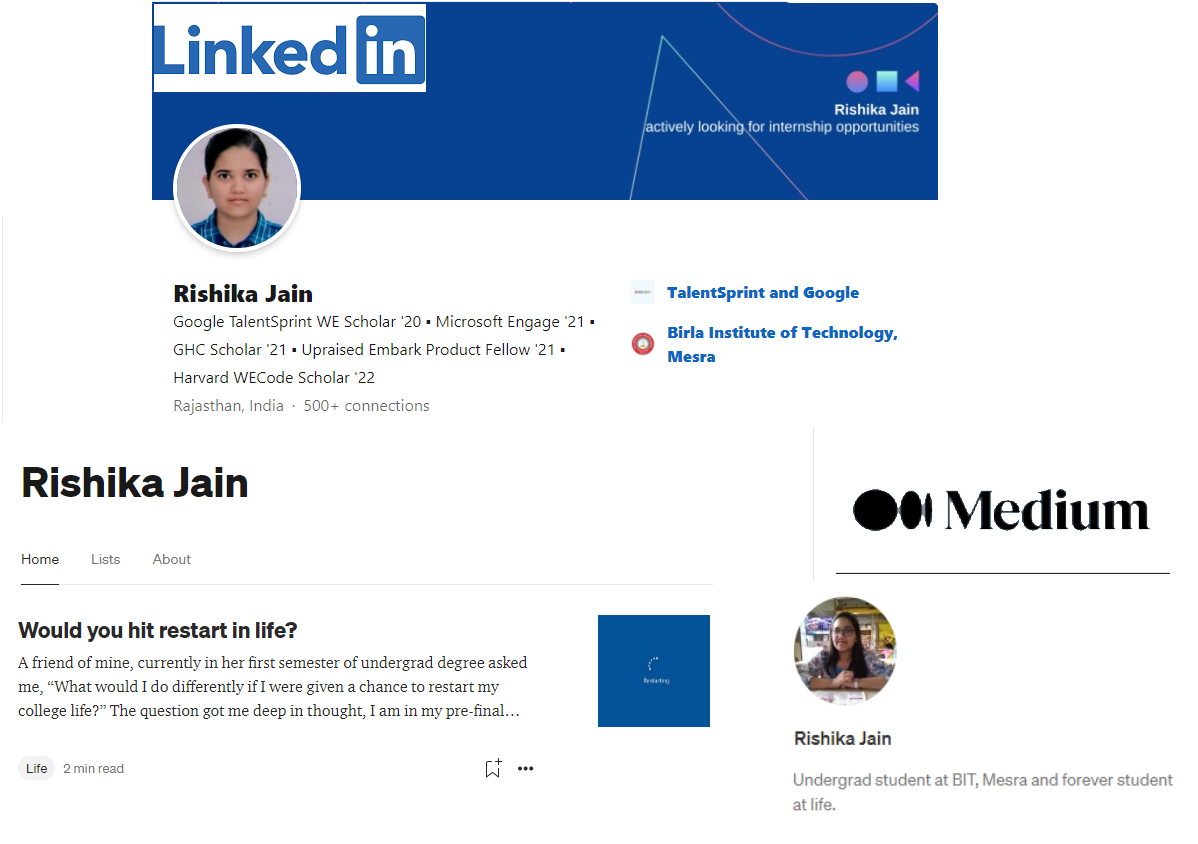 Linkedin
Rishika Jain
actively looking for internship opportunities
Rishika Jain
Google TalentSprint WE Scholar '20 ▪ Microsoft Engage '21 ▪
GHC Scholar '21 ▪ Upraised Embark Product Fellow '21 ▪
Harvard WECode Scholar '22
Rajasthan, India · 500+ connections
TalentSprint and Google
Birla Institute of Technology,
Mesra
Rishika Jain
Home Lists About
Would you hit restart in life?
A friend of mine, currently in her first semester of undergrad degree asked
me, “What would I do differently if I were given a chance to restart my
college life?” The question got me deep in thought, I am in my pre-final…
Restarting
Life 2 min read
Medium
Rishika Jain
Undergrad student at BIT, Mesra and forever student
at life.